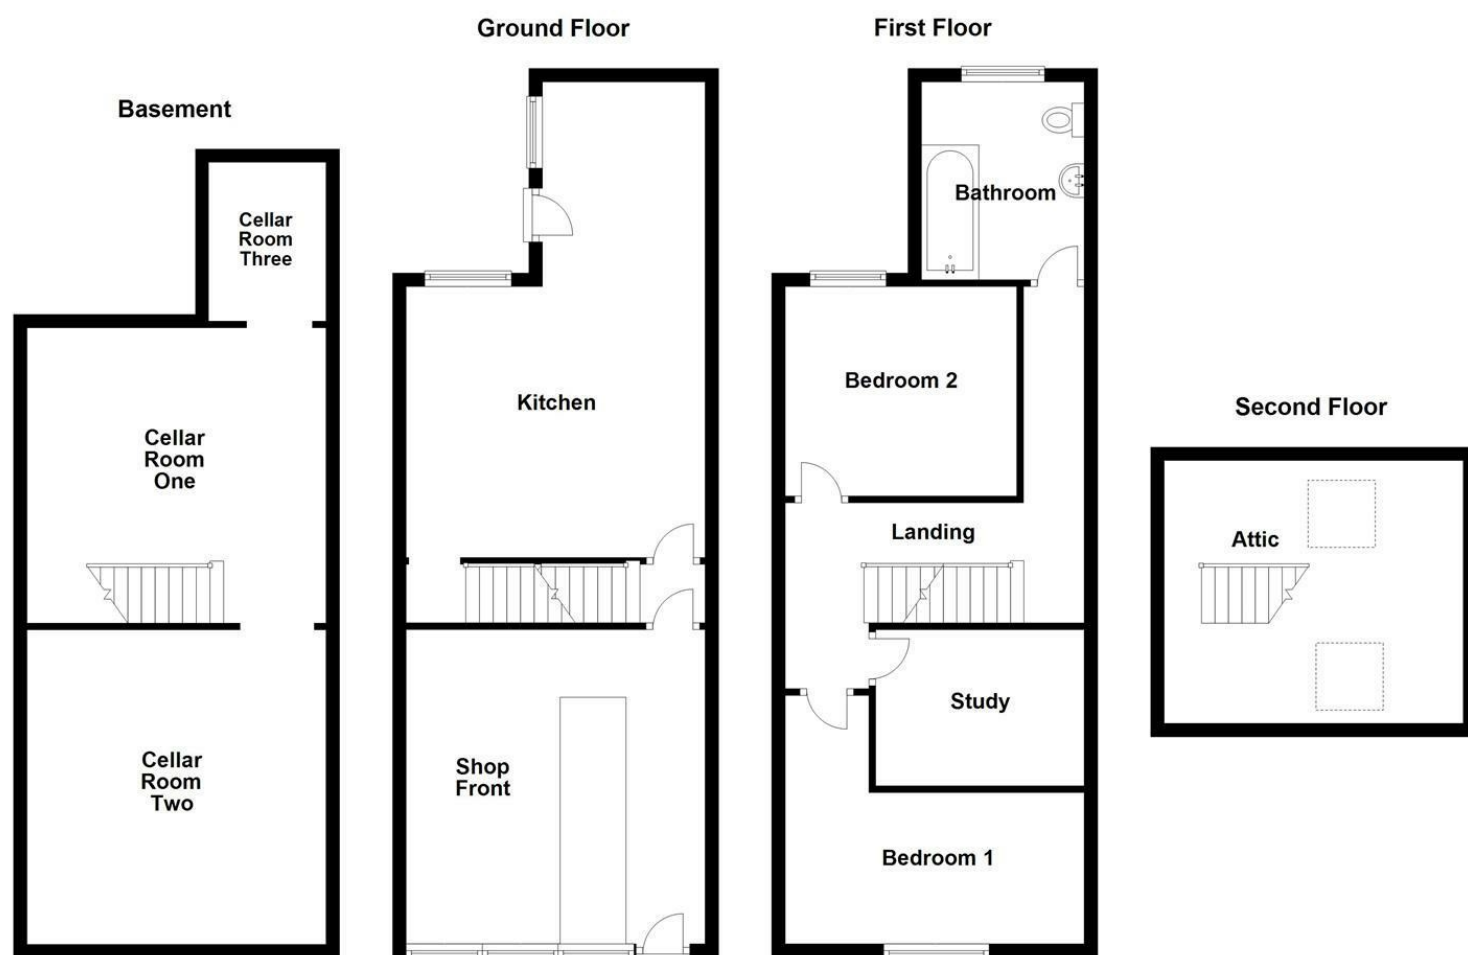 Basement
Cellar
Room
Three
Cellar
Room
One
Cellar
Room
Two
Ground Floor
Kitchen
Shop
Front
First Floor
Bathroom
Bedroom 2
Landing
Study
Bedroom 1
Second Floor
Attic